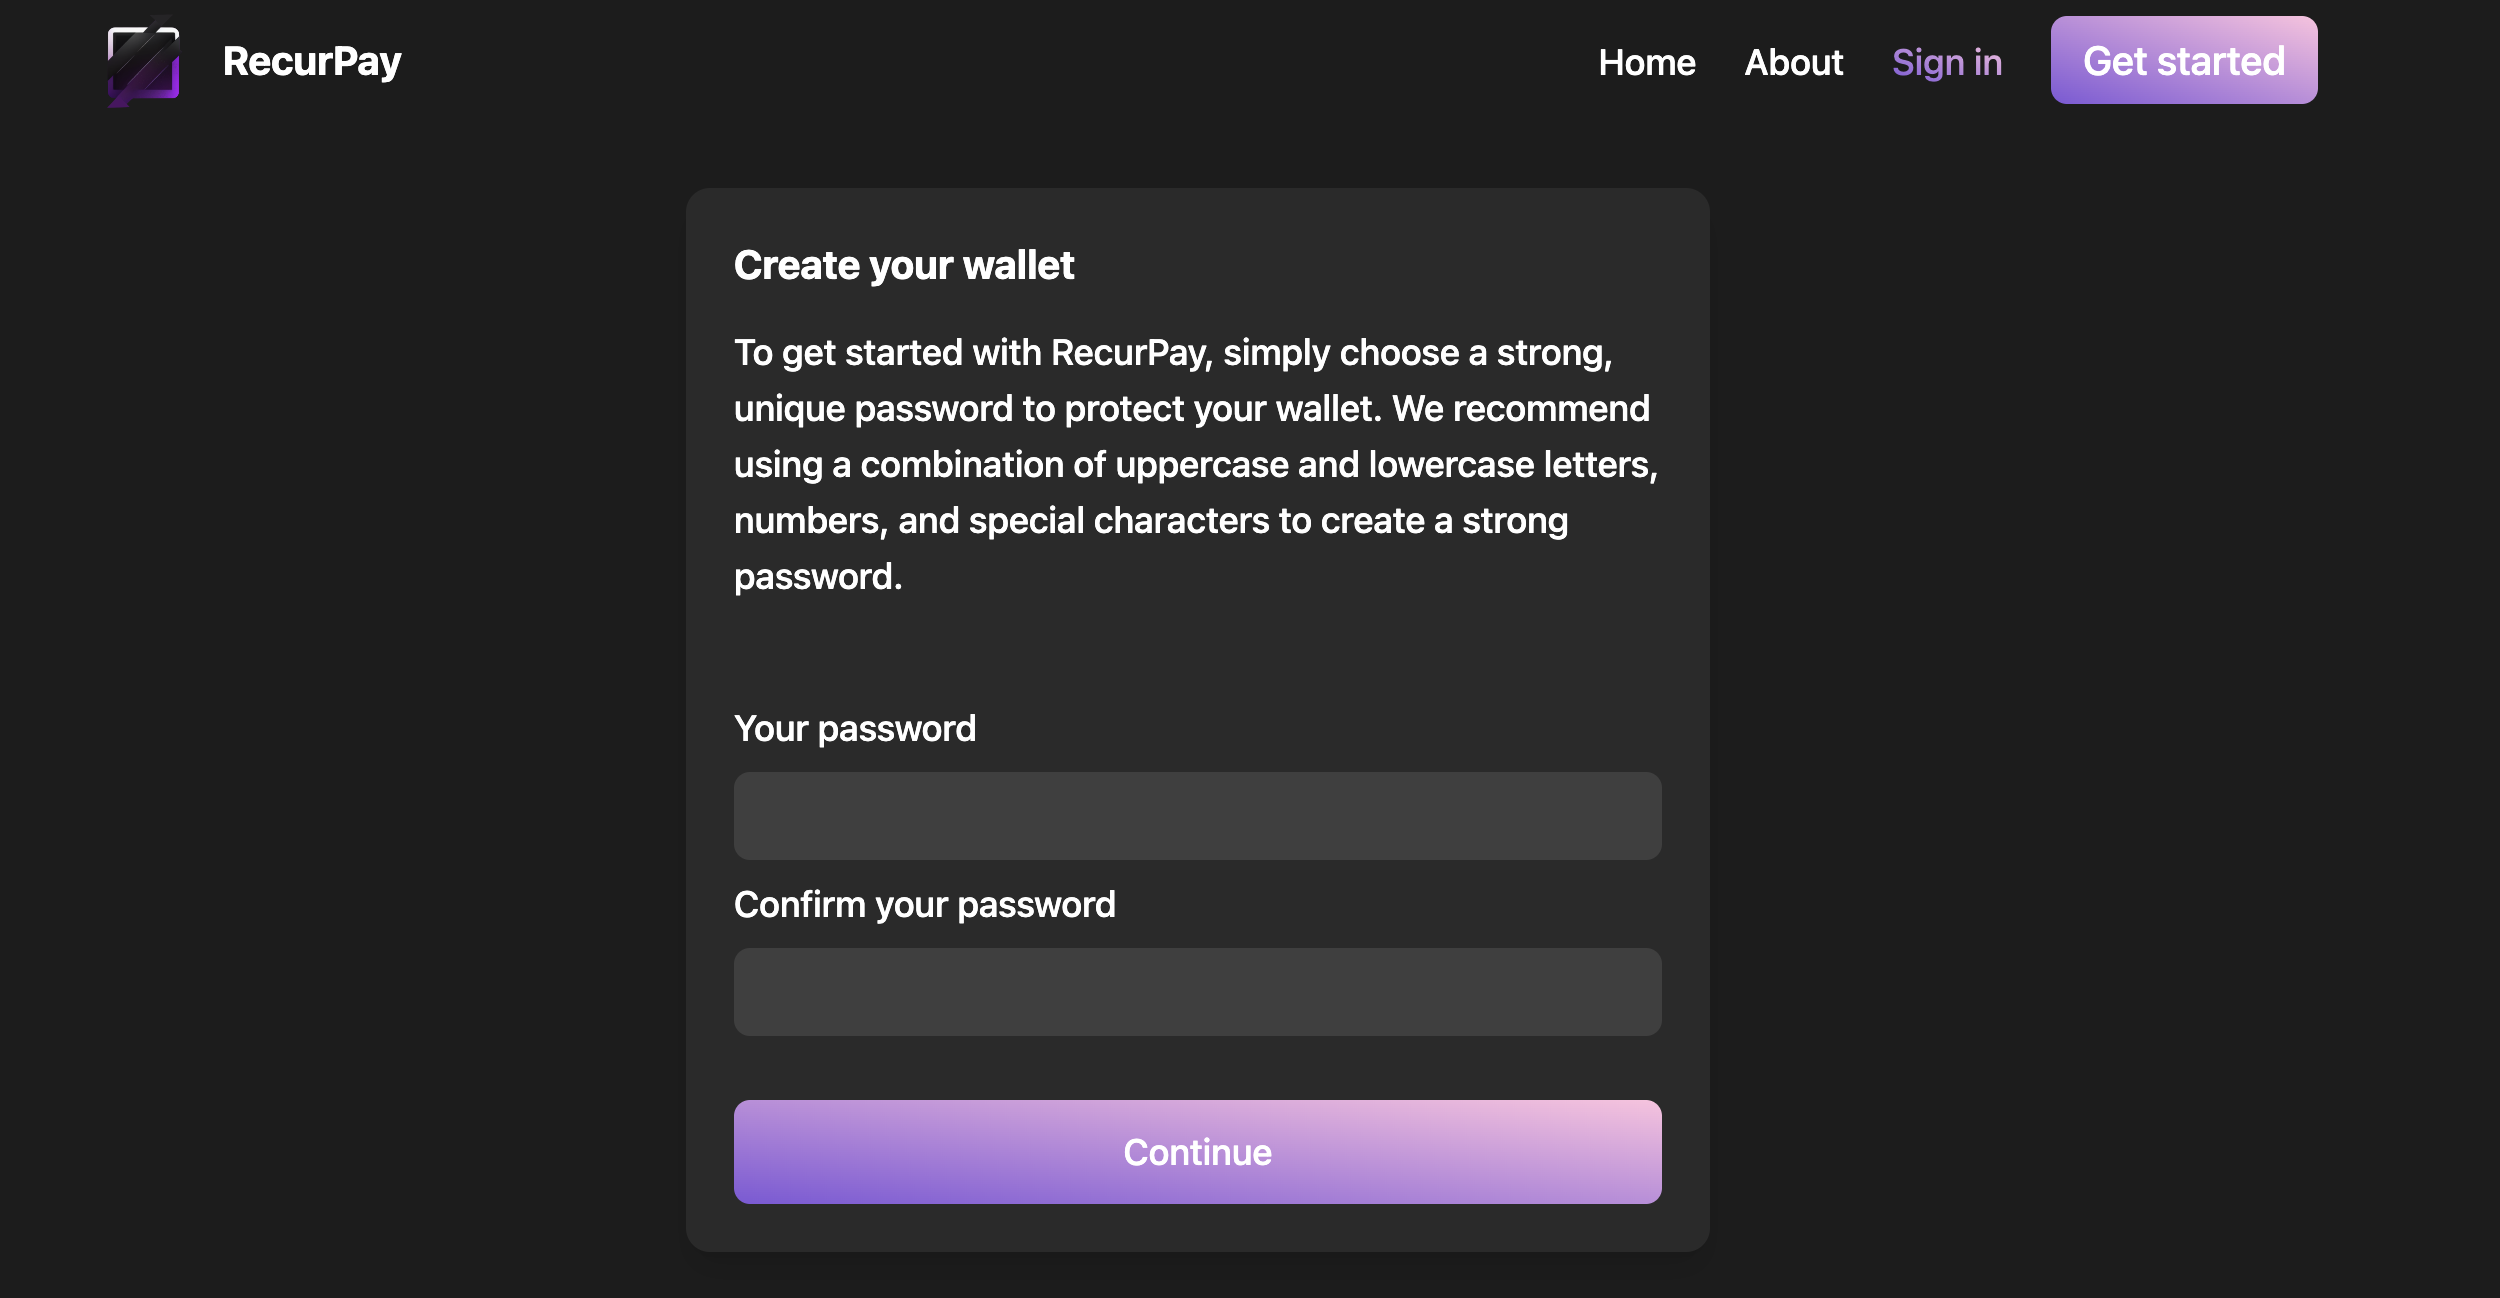 RecurPay
Home
About
Sign in
Get started
Create your wallet
To get started with RecurPay, simply choose a strong,
unique password to protect your wallet. We recommend
using a combination of uppercase and lowercase letters,
numbers, and special characters to create a strong
password.
Your password
Confirm your password
Continue